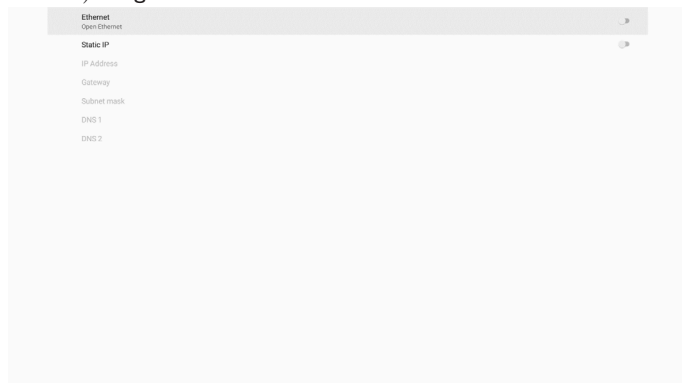 Ethernet
Open Ethernet
Static IP
IP Address
Gateway
Subnet mask
DNS 1
DNS 2